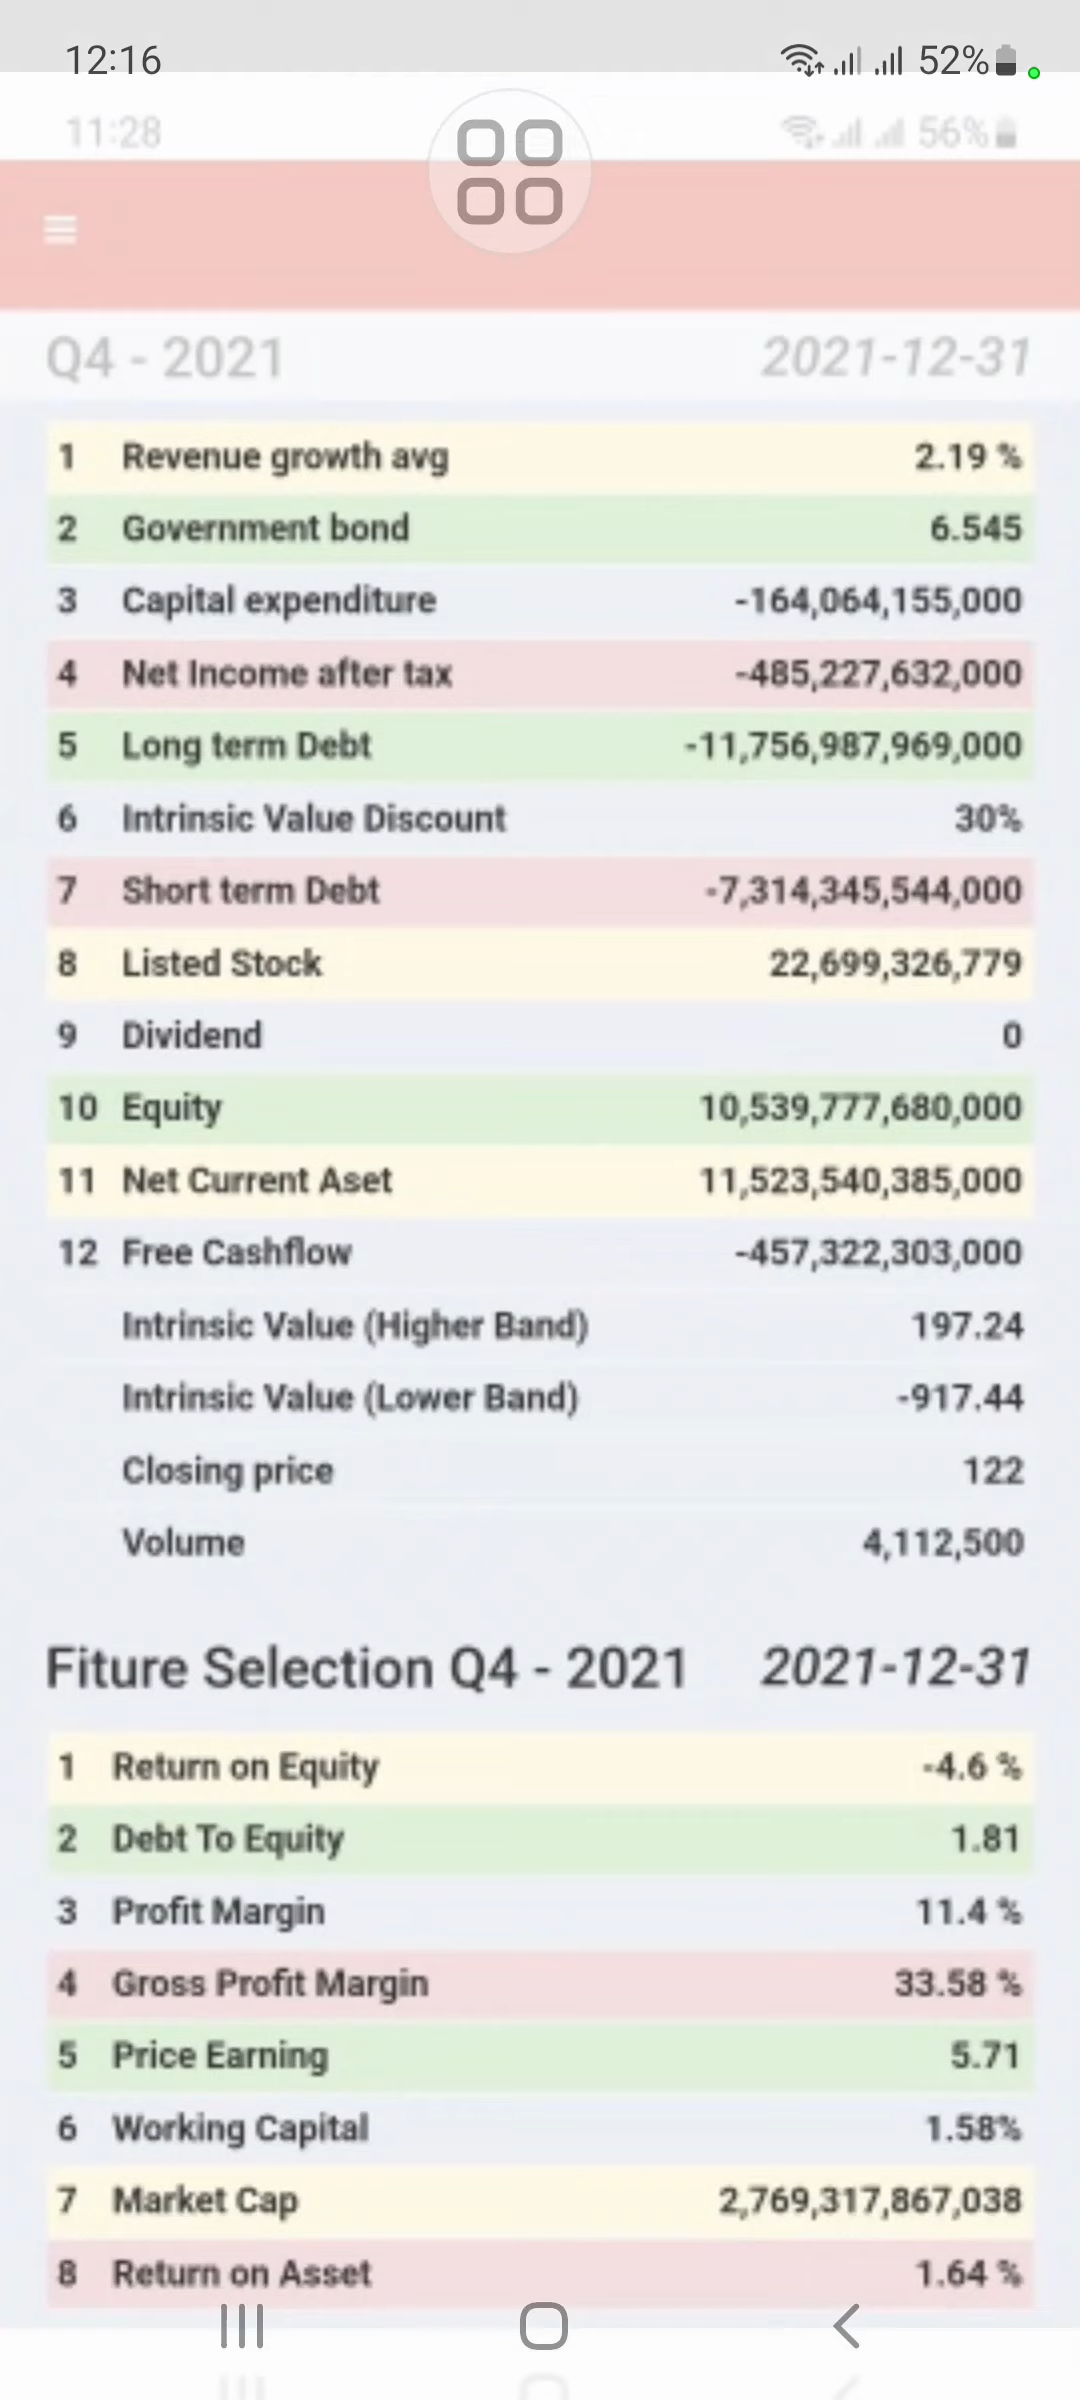 12:16 52%
11:28 56%
Q4 - 2021 2021-12-31
1 Revenue growth avg 2.19 %
2 Government bond 6.545
3 Capital expenditure -164,064,155,000
4 Net Income after tax -485,227,632,000
5 Long term Debt -11,756,987,969,000
6 Intrinsic Value Discount 30%
7 Short term Debt -7,314,345,544,000
8 Listed Stock 22,699,326,779
9 Dividend 0
10 Equity 10,539,777,680,000
11 Net Current Aset 11,523,540,385,000
12 Free Cashflow -457,322,303,000
Intrinsic Value (Higher Band) 197.24
Intrinsic Value (Lower Band) -917.44
Closing price 122
Volume 4,112,500
Fiture Selection Q4 - 2021 2021-12-31
1 Return on Equity -4.6 %
2 Debt To Equity 1.81
3 Profit Margin 11.4 %
4 Gross Profit Margin 33.58 %
5 Price Earning 5.71
6 Working Capital 1.58%
7 Market Cap 2,769,317,867,038
8 Return on Asset 1.64 %